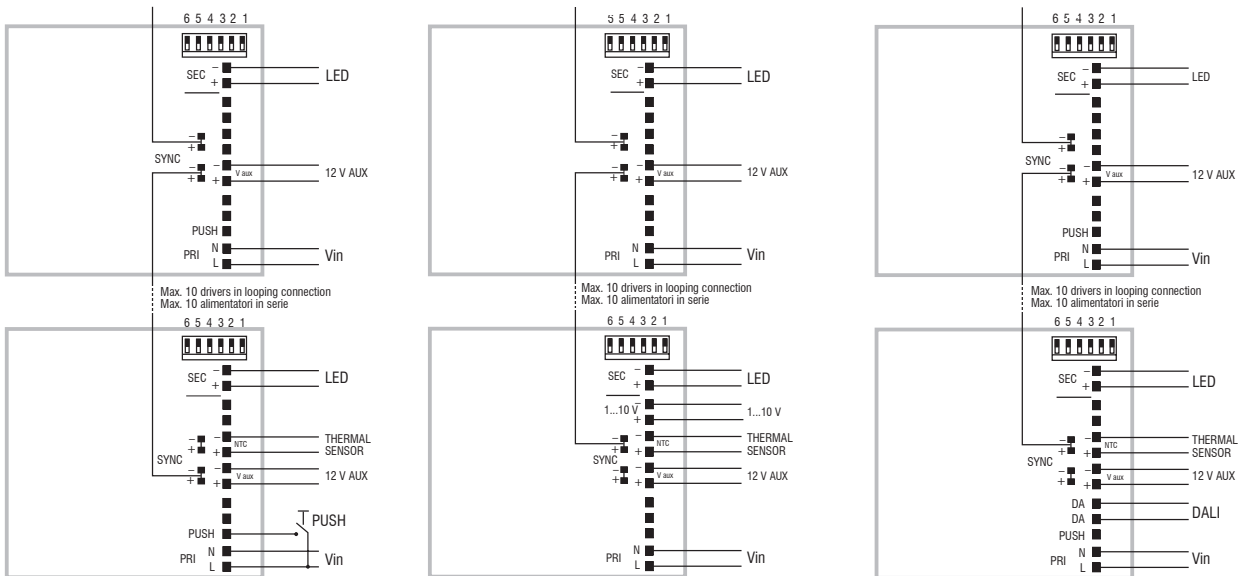 6 5 4 3 2 1
SEC
−
+
LED
−
+
SYNC
−
+
−
V aux
+
12 V AUX
PUSH
PRI
N
L
Vin
Max. 10 drivers in looping connection
Max. 10 alimentatori in serie
6 5 4 3 2 1
SEC
−
+
LED
−
+
SYNC
−
+
−
NTC
+
THERMAL
SENSOR
−
V aux
+
12 V AUX
PUSH
PUSH
PRI
N
L
Vin
5 5 4 3 2 1
SEC
−
+
LED
−
+
SYNC
−
+
−
V aux
+
12 V AUX
PRI
N
L
Vin
Max. 10 drivers in looping connection
Max. 10 alimentatori in serie
6 5 4 3 2 1
SEC
−
+
LED
1...10 V
−
+
1...10 V
−
+
SYNC
−
+
−
NTC
+
THERMAL
SENSOR
−
V aux
+
12 V AUX
PRI
N
L
Vin
6 5 4 3 2 1
SEC
−
+
LED
−
+
SYNC
−
+
−
V aux
+
12 V AUX
PUSH
PRI
N
L
Vin
Max. 10 drivers in looping connection
Max. 10 alimentatori in serie
6 5 4 3 2 1
SEC
−
+
LED
−
+
SYNC
−
+
−
NTC
+
THERMAL
SENSOR
−
V aux
+
12 V AUX
DA
DA
DALI
PUSH
PRI
N
L
Vin